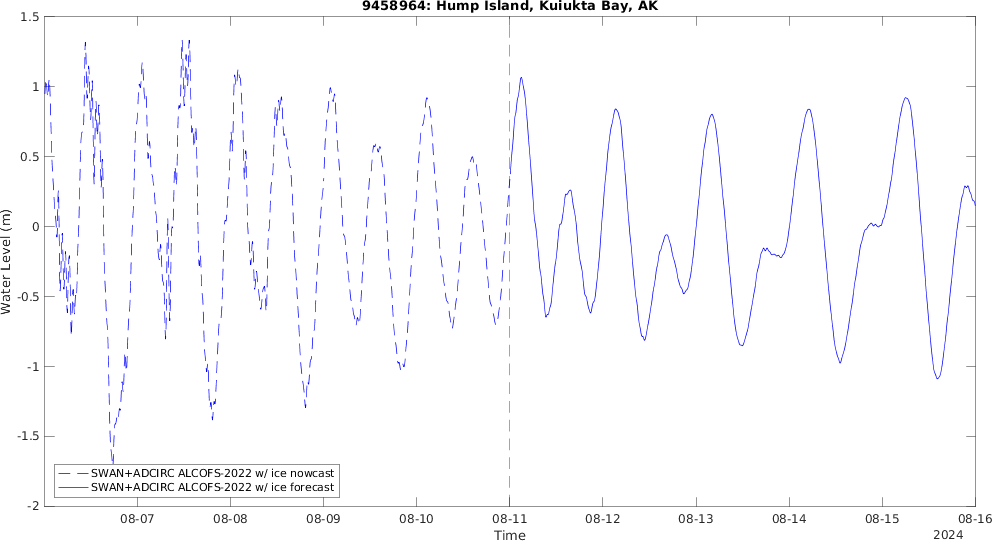 9458964: Hump Island, Kuiukta Bay, AK
1.5
1
0.5
0
-0.5
-1
-1.5
-2
Water Level (m)
SWAN+ADCIRC ALCOFS-2022 w/ ice nowcast
SWAN+ADCIRC ALCOFS-2022 w/ ice forecast
08-07 08-08 08-09 08-10 08-11 08-12 08-13 08-14 08-15 08-16
Time
2024